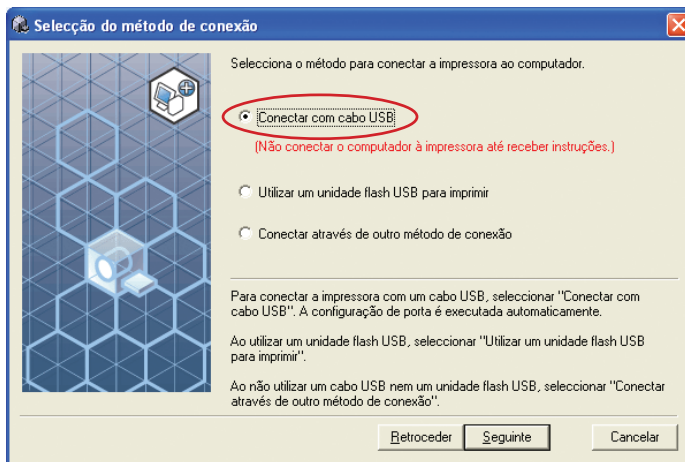 Selecção do método de conexão
Selecciona o método para conectar a impressora ao computador.
Conectar com cabo USB
(Não conectar o computador à impressora até receber instruções.)
Utilizar um unidade flash USB para imprimir
Conectar através de outro método de conexão
Para conectar a impressora com um cabo USB, seleccionar "Conectar com
cabo USB". A configuração de porta é executada automaticamente.
Ao utilizar um unidade flash USB, seleccionar "Utilizar um unidade flash USB
para imprimir".
Ao não utilizar um cabo USB nem um unidade flash USB, seleccionar "Conectar
através de outro método de conexão".
Retroceder Seguinte Cancelar